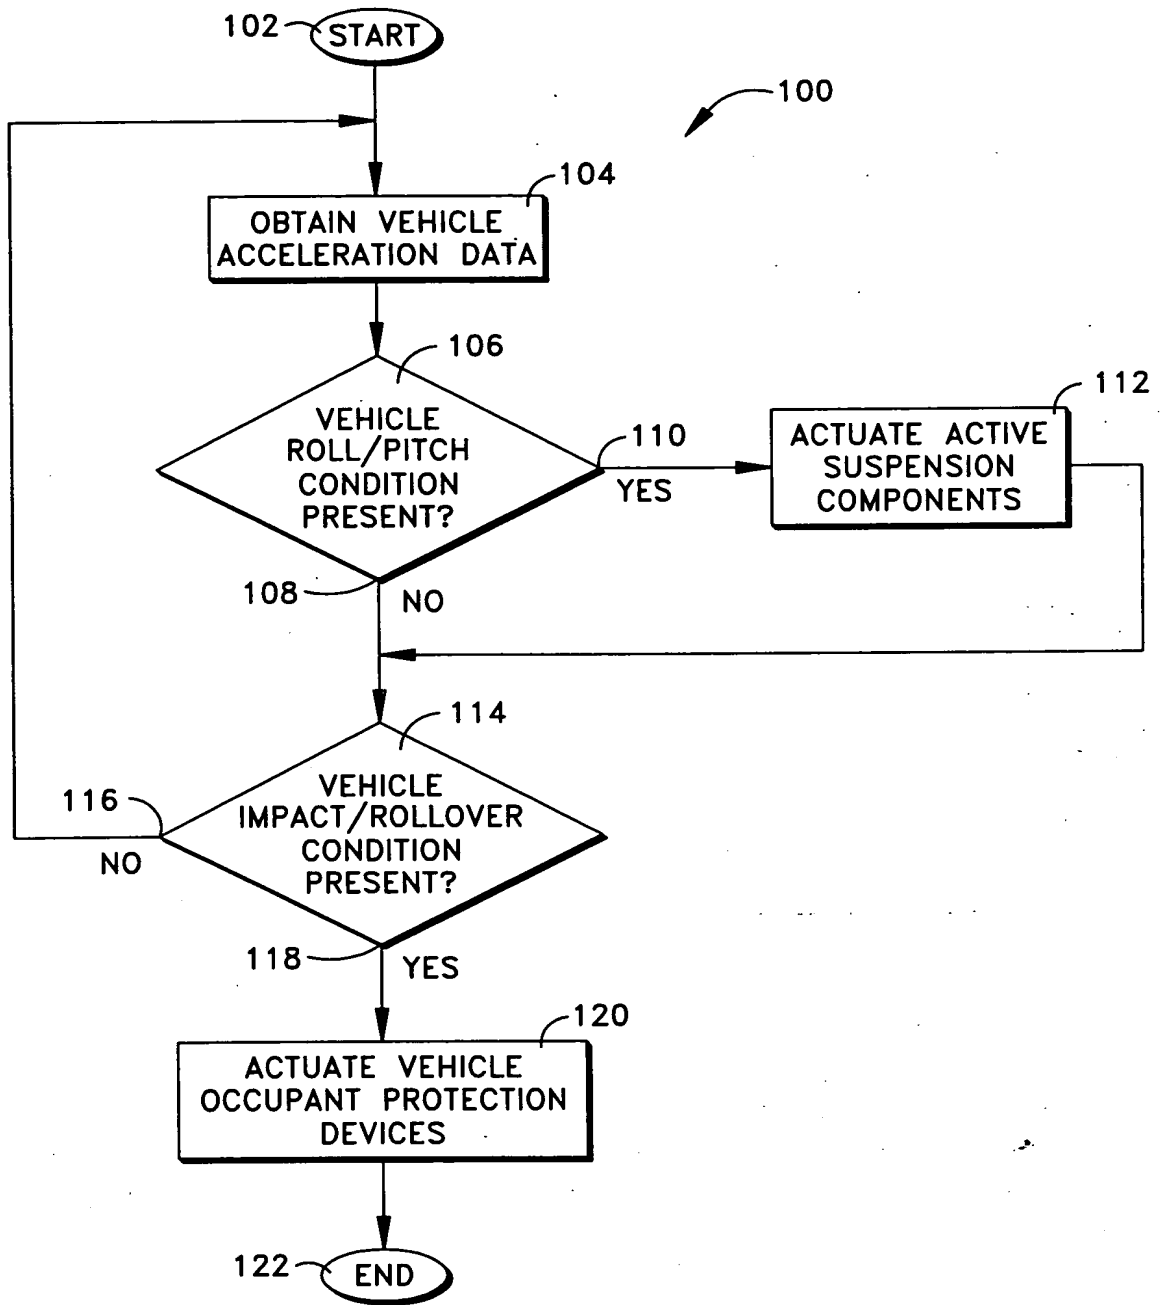 102
START
100
104
OBTAIN VEHICLE
ACCELERATION DATA
106
VEHICLE
ROLL/PITCH
CONDITION
PRESENT?
110
YES
112
ACTUATE ACTIVE
SUSPENSION
COMPONENTS
108
NO
114
VEHICLE
IMPACT/ROLLOVER
CONDITION
PRESENT?
116
NO
118
YES
120
ACTUATE VEHICLE
OCCUPANT PROTECTION
DEVICES
122
END